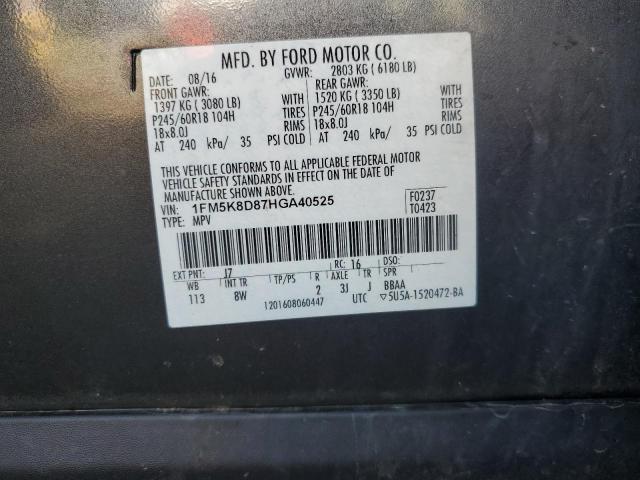 MFD. BY FORD MOTOR CO.
DATE: 08/16 GVWR: 2803 KG ( 6180 LB)
FRONT GAWR: REAR GAWR:
1397 KG ( 3080 LB) WITH 1520 KG ( 3350 LB) WITH
P245/60R18 104H TIRES P245/60R18 104H TIRES
18x8.0J RIMS 18x8.0J RIMS
AT 240 kPa/ 35 PSI COLD AT 240 kPa/ 35 PSI COLD
THIS VEHICLE CONFORMS TO ALL APPLICABLE FEDERAL MOTOR
VEHICLE SAFETY STANDARDS IN EFFECT ON THE DATE OF
MANUFACTURE SHOWN ABOVE.
VIN: 1FM5K8D87HGA40525 F0237
TYPE: MPV T0423
EXT PNT: J7 RC: 16 DSO:
WB INT TR TP/PS R AXLE TR SPR
113 8W 2 3J J BBAA
1201608060447 UTC ▽5U5A-1520472-BA